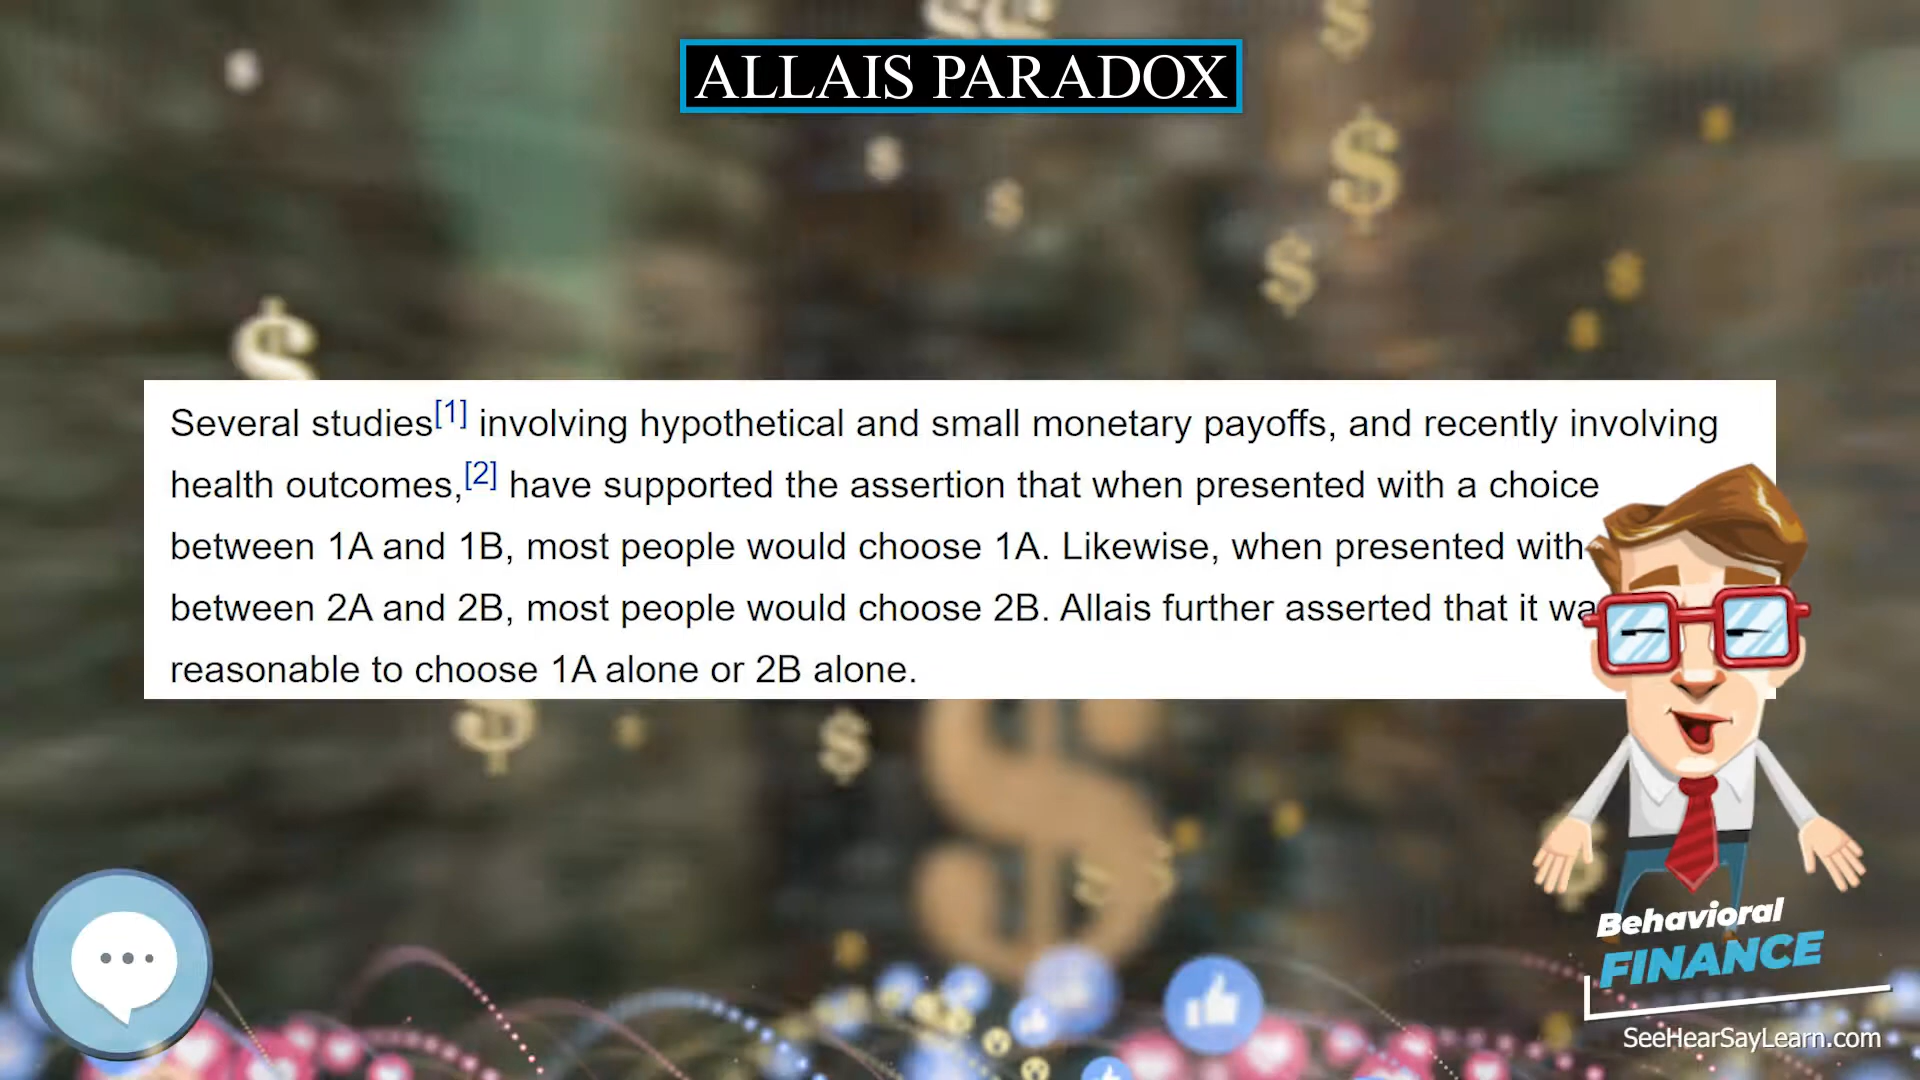 ALLAIS PARADOX
Several studies[1] involving hypothetical and small monetary payoffs, and recently involving
health outcomes,[2] have supported the assertion that when presented with a choice
between 1A and 1B, most people would choose 1A. Likewise, when presented with
between 2A and 2B, most people would choose 2B. Allais further asserted that it
reasonable to choose 1A alone or 2B alone.
Behavioral
FINANCE
SeeHearSayLearn.com